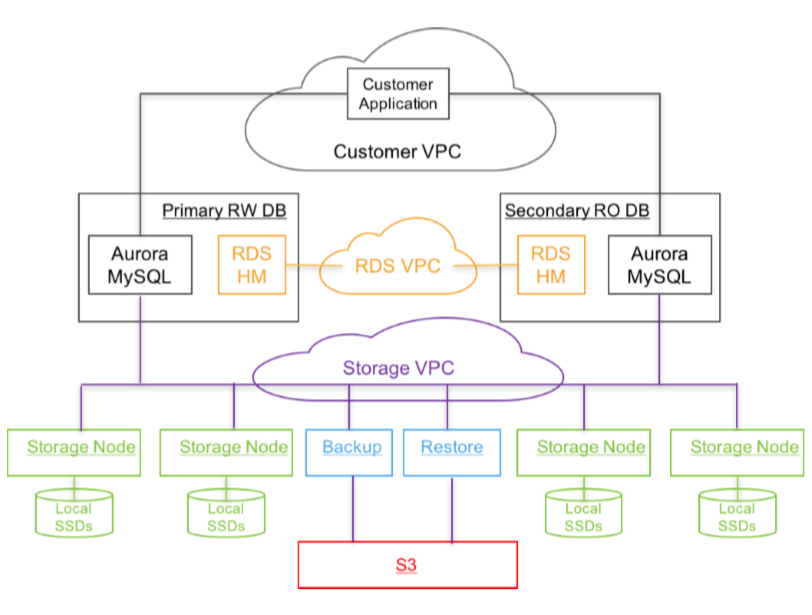 Customer
Application
Customer VPC
Primary RW DB
Secondary RO DB
Aurora
MySQL
RDS
HM
RDS VPC
RDS
HM
Aurora
MySQL
Storage VPC
Storage Node
Storage Node
Backup
Restore
Storage Node
Storage Node
Local
SSDs
Local
SSDs
Local
SSDs
Local
SSDs
S3